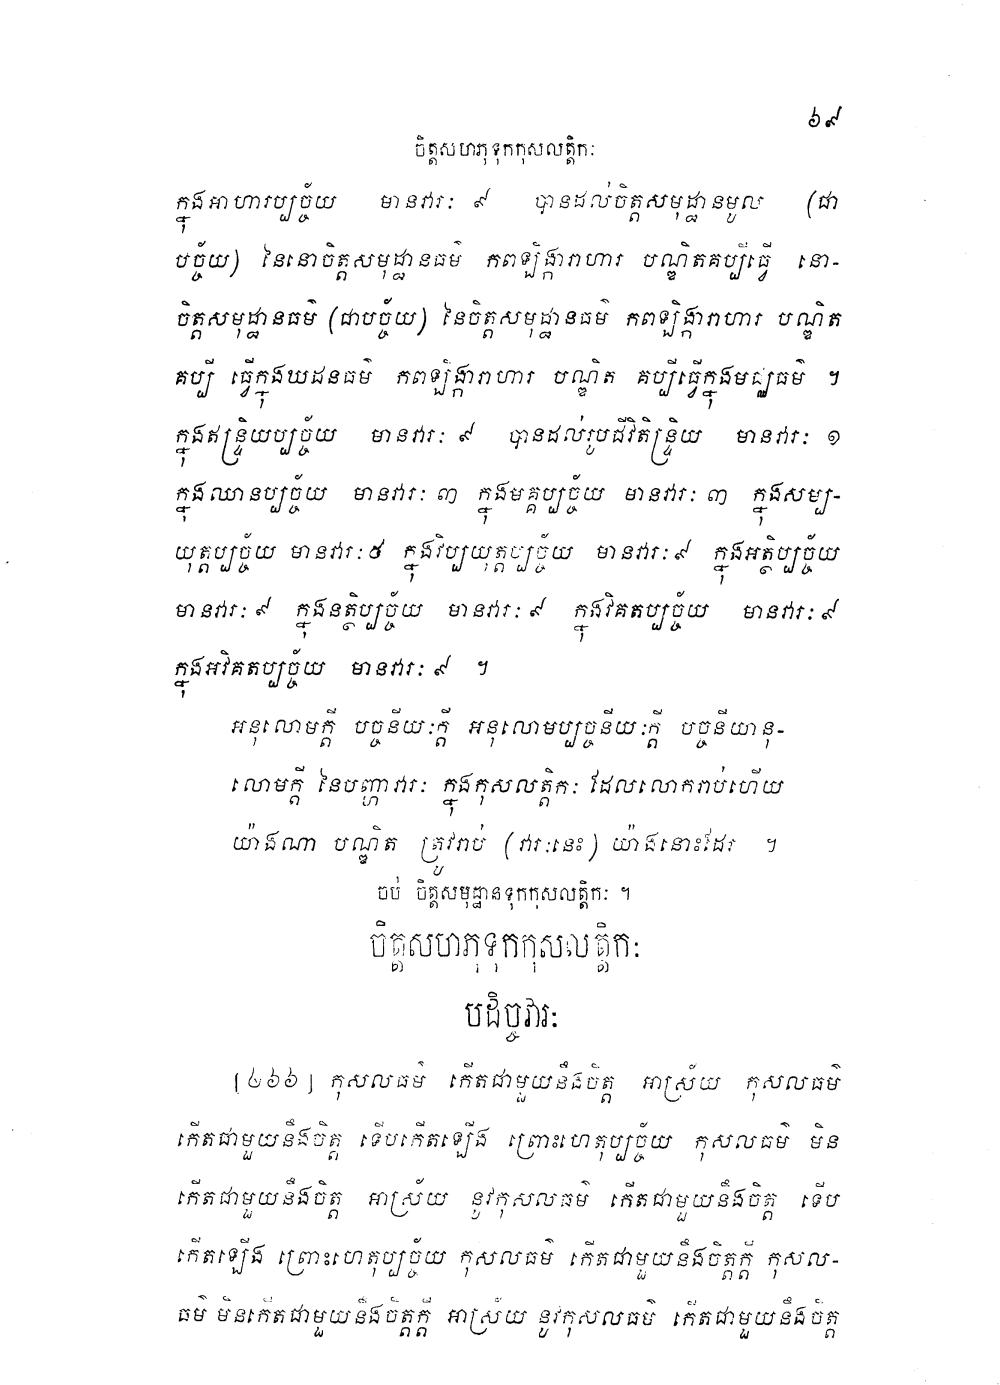 ៦៩
ចិត្តសហភុទុកកុសលត្តិកៈ
ក្នុងអាហារប្បច្ច័យ មានវារៈ ៩ បានដល់ចិត្តសមុដ្ឋានមូល (ជា
បច្ច័យ) នៃនោចិត្តសមុដ្ឋានធម៌ កពឡិង្ការាហារ បណ្ឌិតគប្បីធ្វើ នោ-
ចិត្តសមុដ្ឋានធម៌ (ជាបច្ច័យ) នៃចិត្តសមុដ្ឋានធម៌ កពឡិង្ការាហារ បណ្ឌិត
គប្បី ធ្វើក្នុងឃដនធម៌ កពឡិង្ការាហារ បណ្ឌិត គប្បីធ្វើក្នុងមជ្ឈធម៌ ។
ក្នុងឥន្ទ្រិយប្បច្ច័យ មានវារៈ ៩ បានដល់រូបជីវិតិន្ទ្រិយ មានវារៈ ១
ក្នុងឈានប្បច្ច័យ មានវារៈ ៣ ក្នុងមគ្គប្បច្ច័យ មានវារៈ ៣ ក្នុងសម្ប-
យុត្តប្បច្ច័យ មានវារៈ ៥ ក្នុងវិប្បយុត្តប្បច្ច័យ មានវារៈ ៩ ក្នុងអត្ថិប្បច្ច័យ
មានវារៈ ៩ ក្នុងនត្ថិប្បច្ច័យ មានវារៈ ៩ ក្នុងវិគតប្បច្ច័យ មានវារៈ ៩
ក្នុងអវិគតប្បច្ច័យ មានវារៈ ៩ ។
អនុលោមក្តី បច្ចនីយៈក្តី អនុលោមប្បច្ចនីយៈក្តី បច្ចនីយានុ-
លោមក្តី នៃបញ្ហាវារៈ ក្នុងកុសលត្តិកៈ ដែលលោករាប់ហើយ
យ៉ាងណា បណ្ឌិត ត្រូវរាប់ (វារៈនេះ) យ៉ាងនោះដែរ ។
ចប់ ចិត្តសមុដ្ឋានទុកកុសលត្តិកៈ ។
ចិត្តសហភុទុកកុសលត្តិកៈ
បដិច្ចវារៈ
[៤៦៦] កុសលធម៌ កើតជាមួយនឹងចិត្ត អាស្រ័យ កុសលធម៌
កើតជាមួយនឹងចិត្ត ទើបកើតឡើង ព្រោះហេតុប្បច្ច័យ កុសលធម៌ មិន
កើតជាមួយនឹងចិត្ត អាស្រ័យ នូវកុសលធម៌ កើតជាមួយនឹងចិត្ត ទើប
កើតឡើង ព្រោះហេតុប្បច្ច័យ កុសលធម៌ កើតជាមួយនឹងចិត្តក្តី កុសល-
ធម៌ មិនកើតជាមួយនឹងចិត្តក្តី អាស្រ័យ នូវកុសលធម៌ កើតជាមួយនឹងចិត្ត